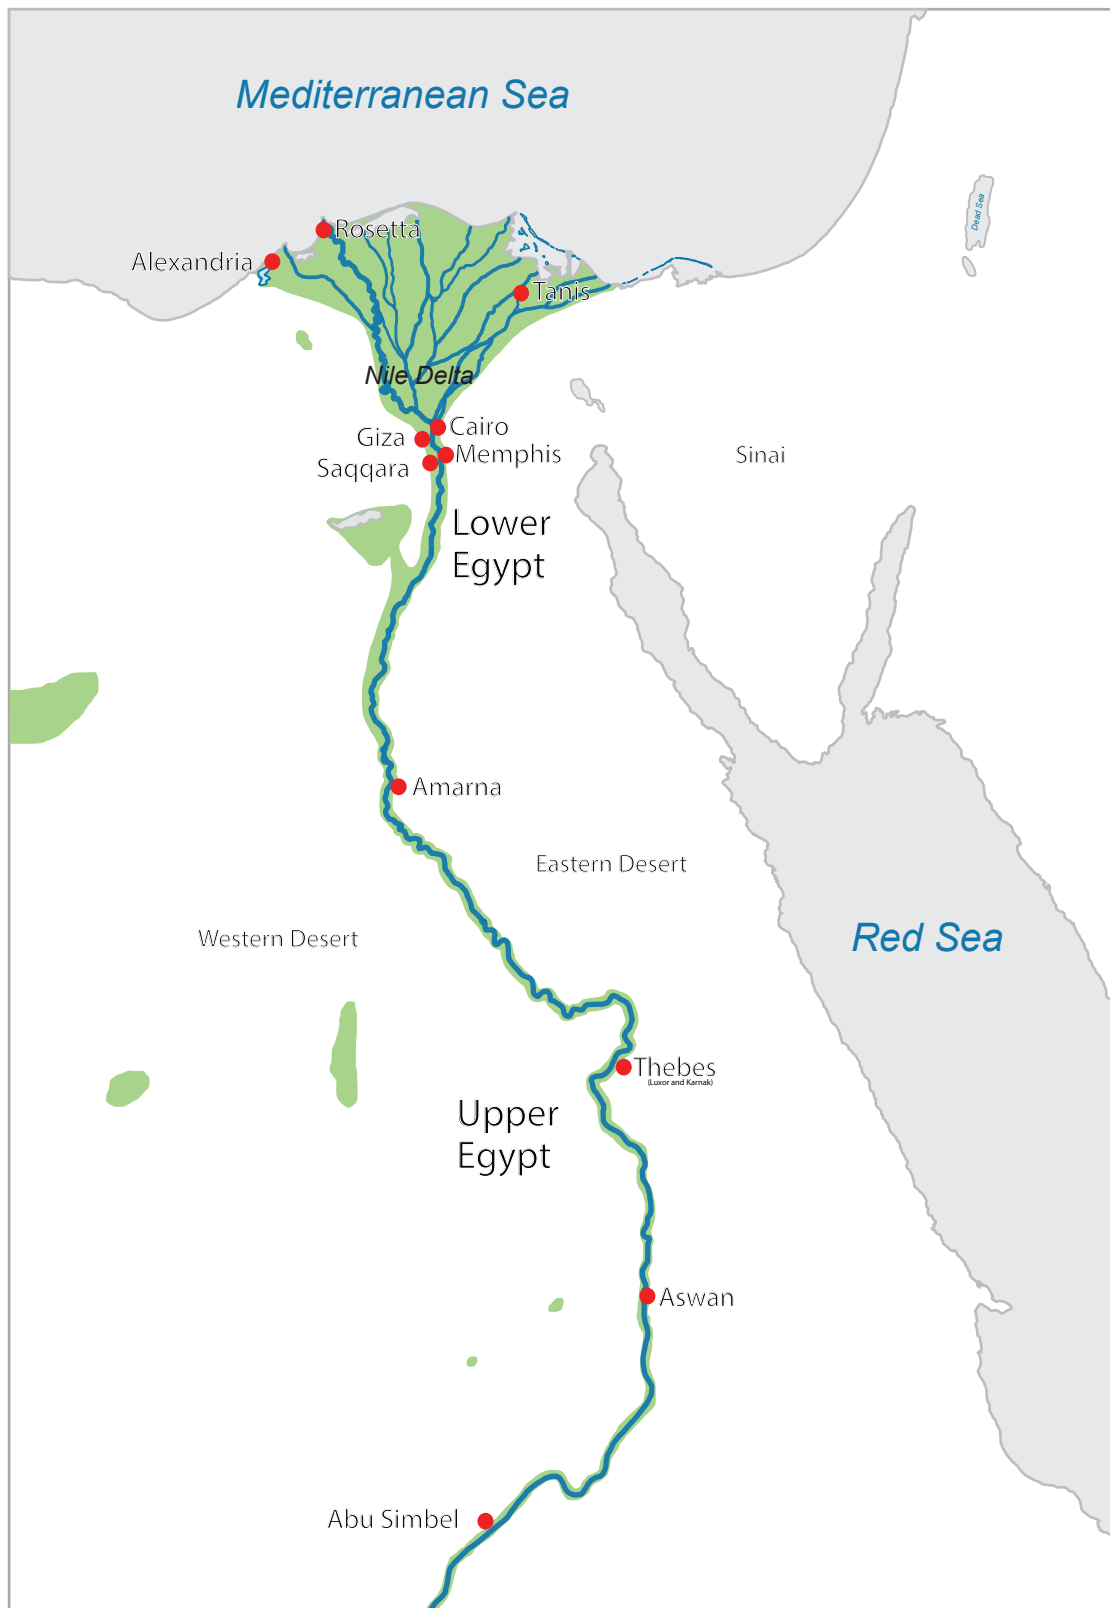 Mediterranean Sea
Dead Sea
Rosetta
Alexandria
Tanis
Nile Delta
Cairo
Giza
Memphis
Saqqara
Sinai
Lower
Egypt
Amarna
Eastern Desert
Western Desert
Red Sea
Thebes
(Luxor and Karnak)
Upper
Egypt
Aswan
Abu Simbel